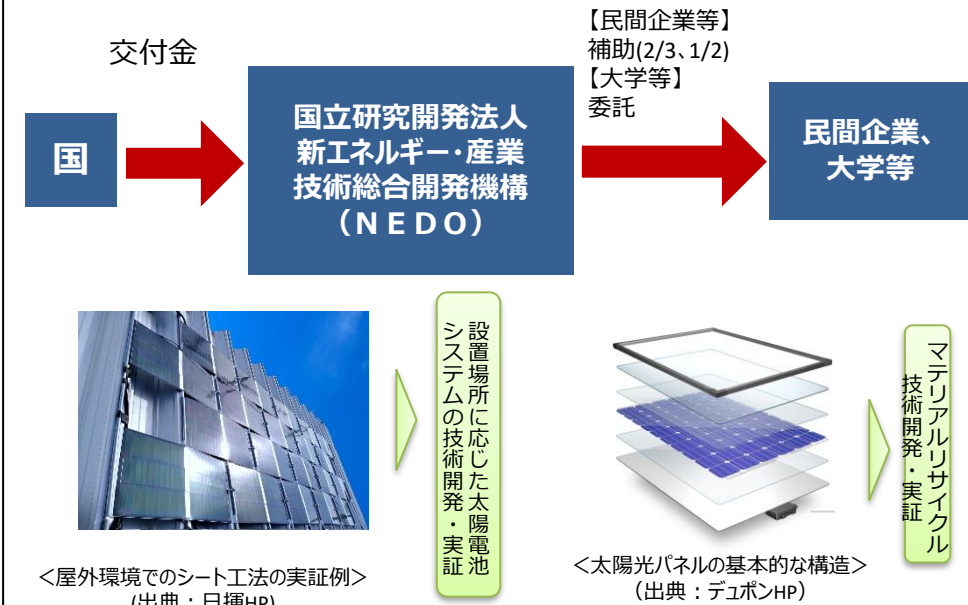 交付金
【民間企業等】
補助(2/3、1/2)
【大学等】
委託
国
国立研究開発法人
新エネルギー・産業
技術総合開発機構
（ＮＥＤＯ）
民間企業、
大学等
設置場所に応じた太陽電池
システムの技術開発・実証
マテリアルリサイクル
技術開発・実証
＜屋外環境でのシート工法の実証例＞
(出典：日揮HP)
＜太陽光パネルの基本的な構造＞
（出典：デュポンHP）